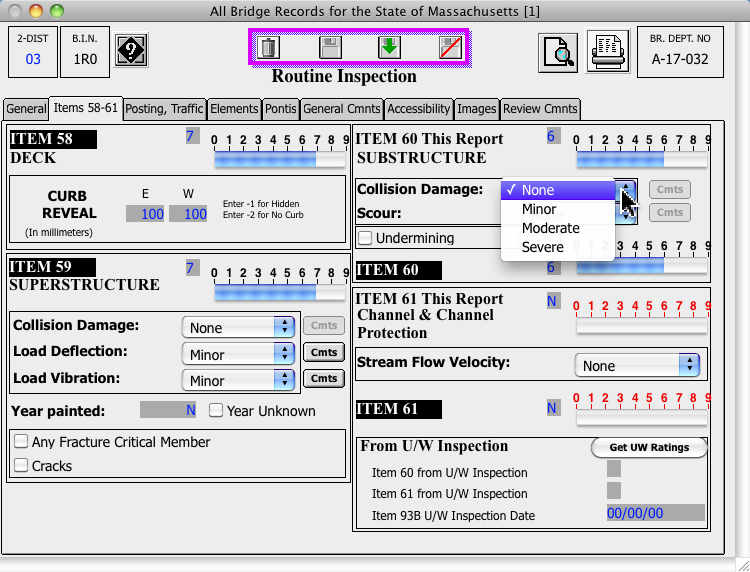 All Bridge Records for the State of Massachusetts [1]
2-DIST
03
B.I.N.
1R0
?
Routine Inspection
BR. DEPT. NO
A-17-032
General
Items 58-61
Posting, Traffic
Elements
Pontis
General Cmnts
Accessibility
Images
Review Cmnts
ITEM 58
DECK
7
0 1 2 3 4 5 6 7 8 9
CURB
REVEAL
(In millimeters)
E W
100 100
Enter -1 for Hidden
Enter -2 for No Curb
ITEM 59
SUPERSTRUCTURE
7
0 1 2 3 4 5 6 7 8 9
Collision Damage: None Cmts
Load Deflection: Minor Cmts
Load Vibration: Minor Cmts
Year painted: N Year Unknown
Any Fracture Critical Member
Cracks
ITEM 60 This Report
SUBSTRUCTURE
6
0 1 2 3 4 5 6 7 8 9
Collision Damage: ✓ None Cmts
Minor
Moderate
Severe
Scour: Cmts
Undermining
ITEM 60
6
3 4 5 6 7 8 9
ITEM 61 This Report
Channel & Channel
Protection
N
0 1 2 3 4 5 6 7 8 9
Stream Flow Velocity: None
ITEM 61
N
0 1 2 3 4 5 6 7 8 9
From U/W Inspection Get UW Ratings
Item 60 from U/W Inspection
Item 61 from U/W Inspection
Item 93B U/W Inspection Date 00/00/00